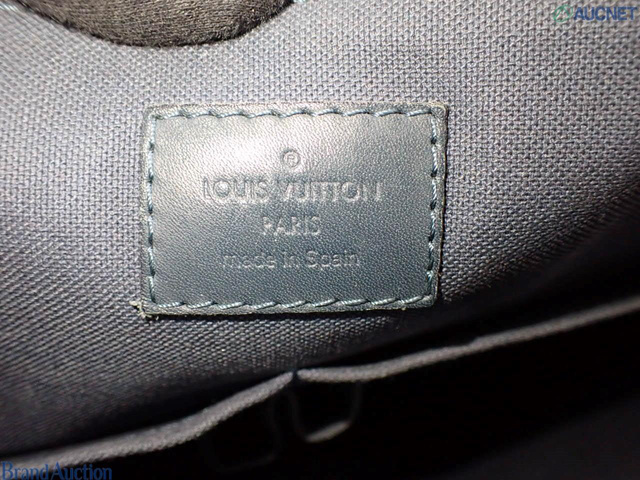 AUCNET
®
LOUIS VUITTON
PARIS
made in Spain
Brand Auction